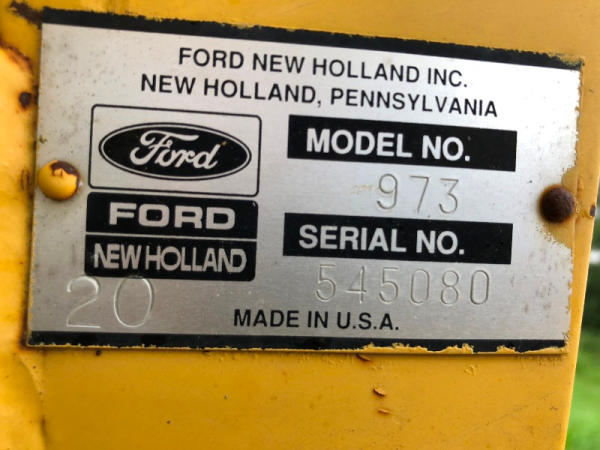 FORD NEW HOLLAND INC.
NEW HOLLAND, PENNSYLVANIA
Ford
FORD
NEW HOLLAND
MODEL NO.
973
SERIAL NO.
545080
20
MADE IN U.S.A.